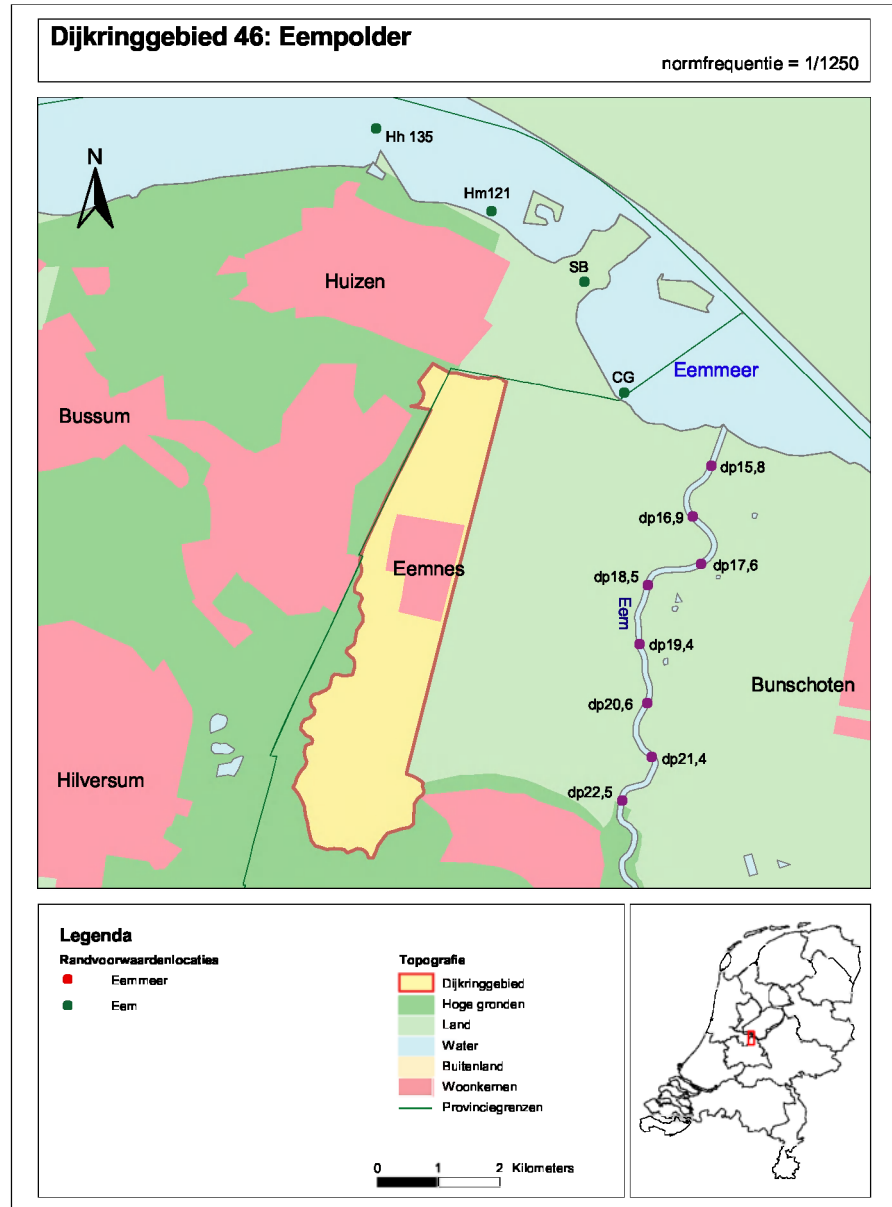 Dijkringgebied 46: Eempolder
normfrequentie = 1/1250
N
Hh 135
Hm121
SB
Huizen
CG
Eemmeer
Bussum
dp15,8
dp16,9
dp17,6
Eemnes
dp18,5
Eem
dp19,4
Bunschoten
dp20,6
dp21,4
Hilversum
dp22,5
Legenda
Randvoorwaardenlocaties
Eemmeer
Eem
Topografie
Dijkringgebied
Hoge gronden
Land
Water
Buitenland
Woonkernen
Provinciegrenzen
0 1 2 Kilometers